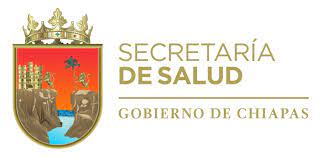 SECRETARÍA
DE SALUD
GOBIERNO DE CHIAPAS